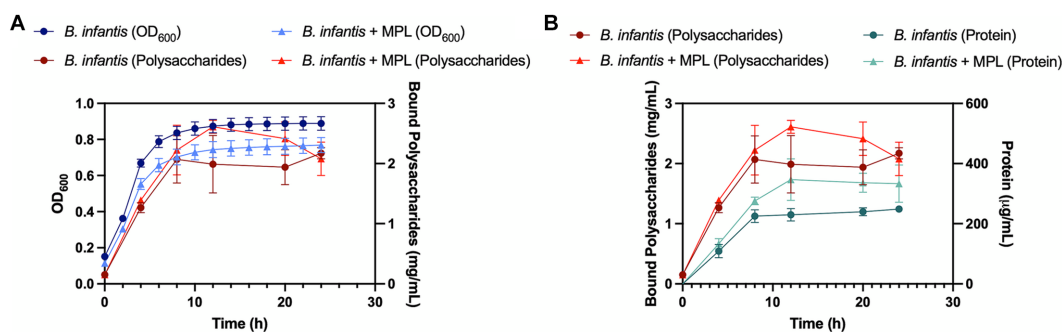 A
B. infantis (OD600)
B. infantis + MPL (OD600)
B. infantis (Polysaccharides)
B. infantis + MPL (Polysaccharides)
1.0
0.8
0.6
0.4
0.2
0.0
OD600
3
2
1
0
Bound Polysaccharides (mg/mL)
0
10
20
30
Time (h)
B
B. infantis (Polysaccharides)
B. infantis (Protein)
B. infantis + MPL (Polysaccharides)
B. infantis + MPL (Protein)
3
2
1
0
Bound Polysaccharides (mg/mL)
600
400
200
0
Protein (μg/mL)
0
10
20
30
Time (h)